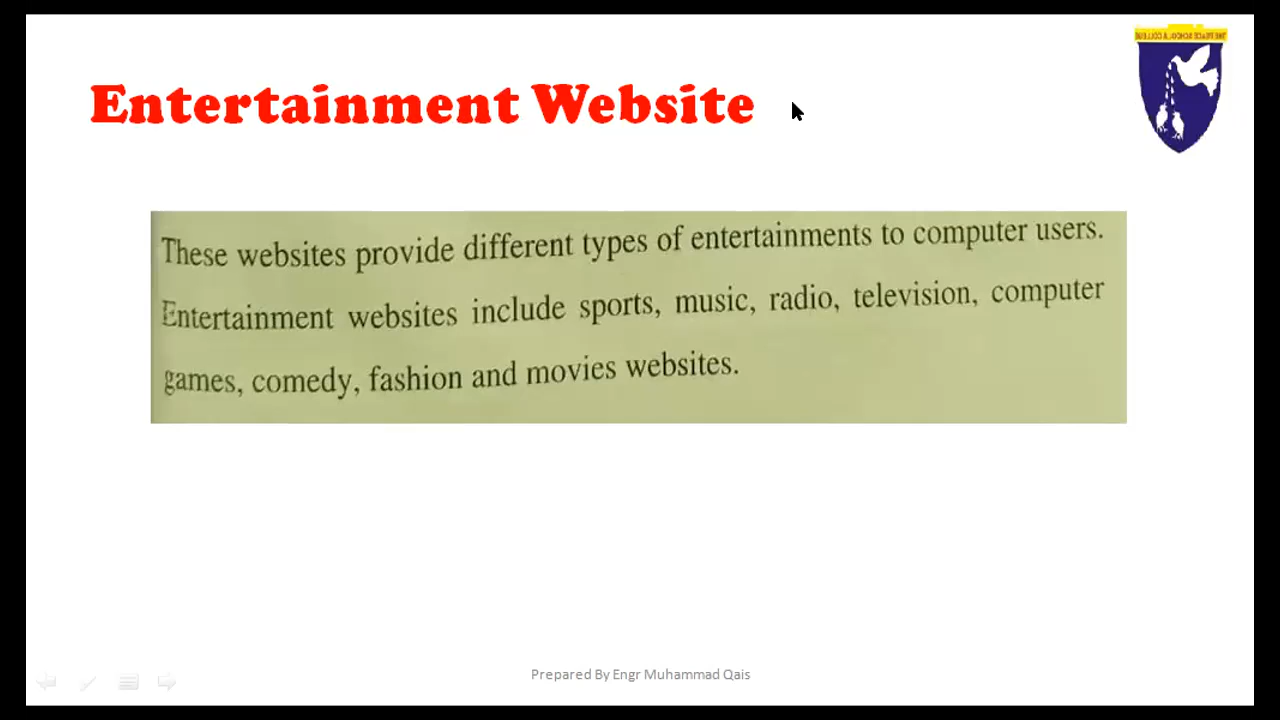 Entertainment Website
These websites provide different types of entertainments to computer users.
Entertainment websites include sports, music, radio, television, computer
games, comedy, fashion and movies websites.
Prepared By Engr Muhammad Qais